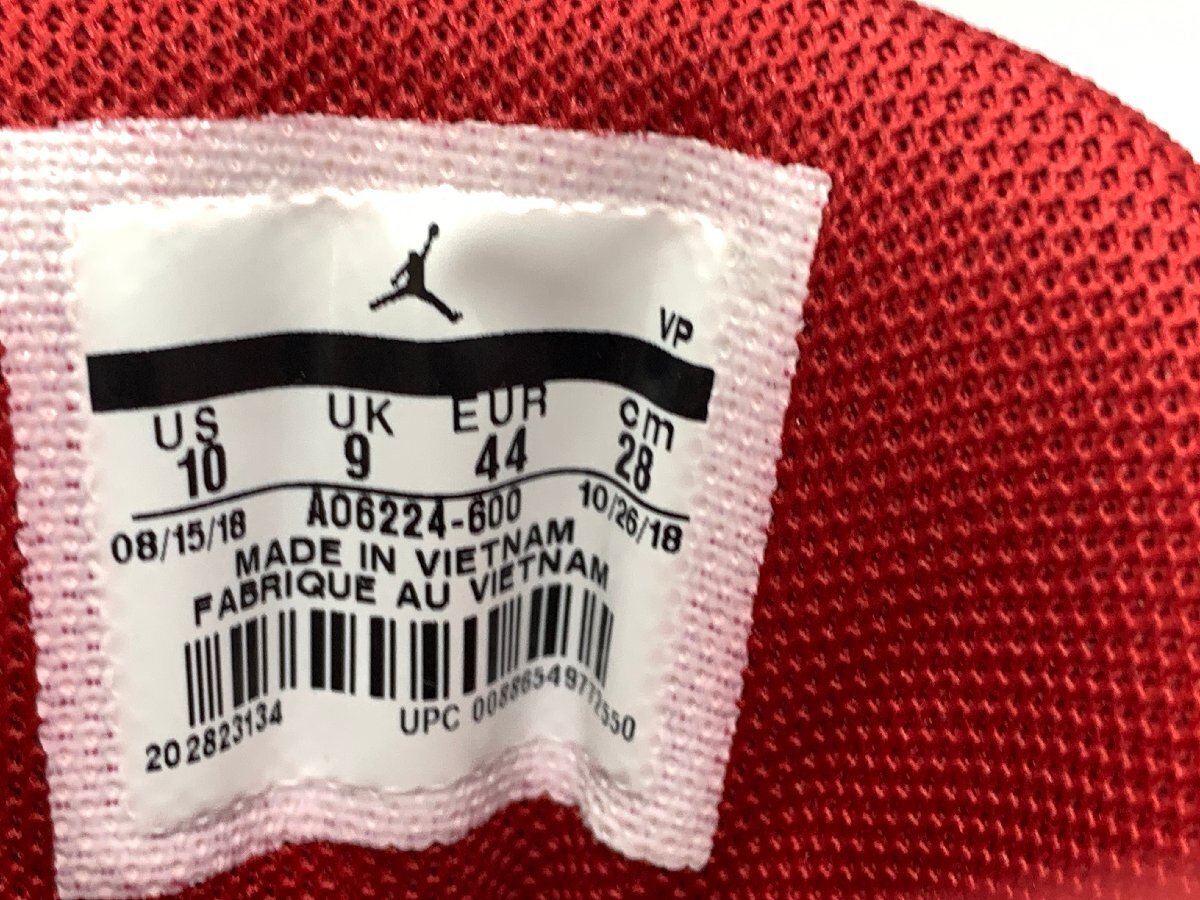 VP
US UK EUR cm
10 9 44 28
08/15/18 AO6224-600 10/26/18
MADE IN VIETNAM
FABRIQUE AU VIETNAM
202823134 UPC